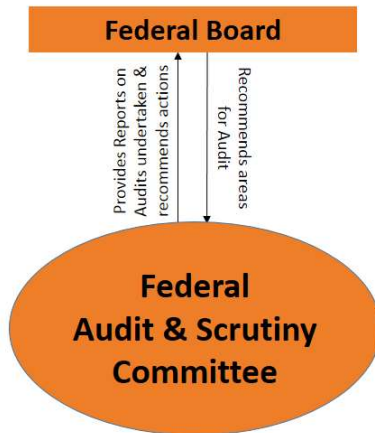 Federal Board
Provides Reports on
Audits undertaken &
recommends actions
Recommends areas
for Audit
Federal
Audit & Scrutiny
Committee